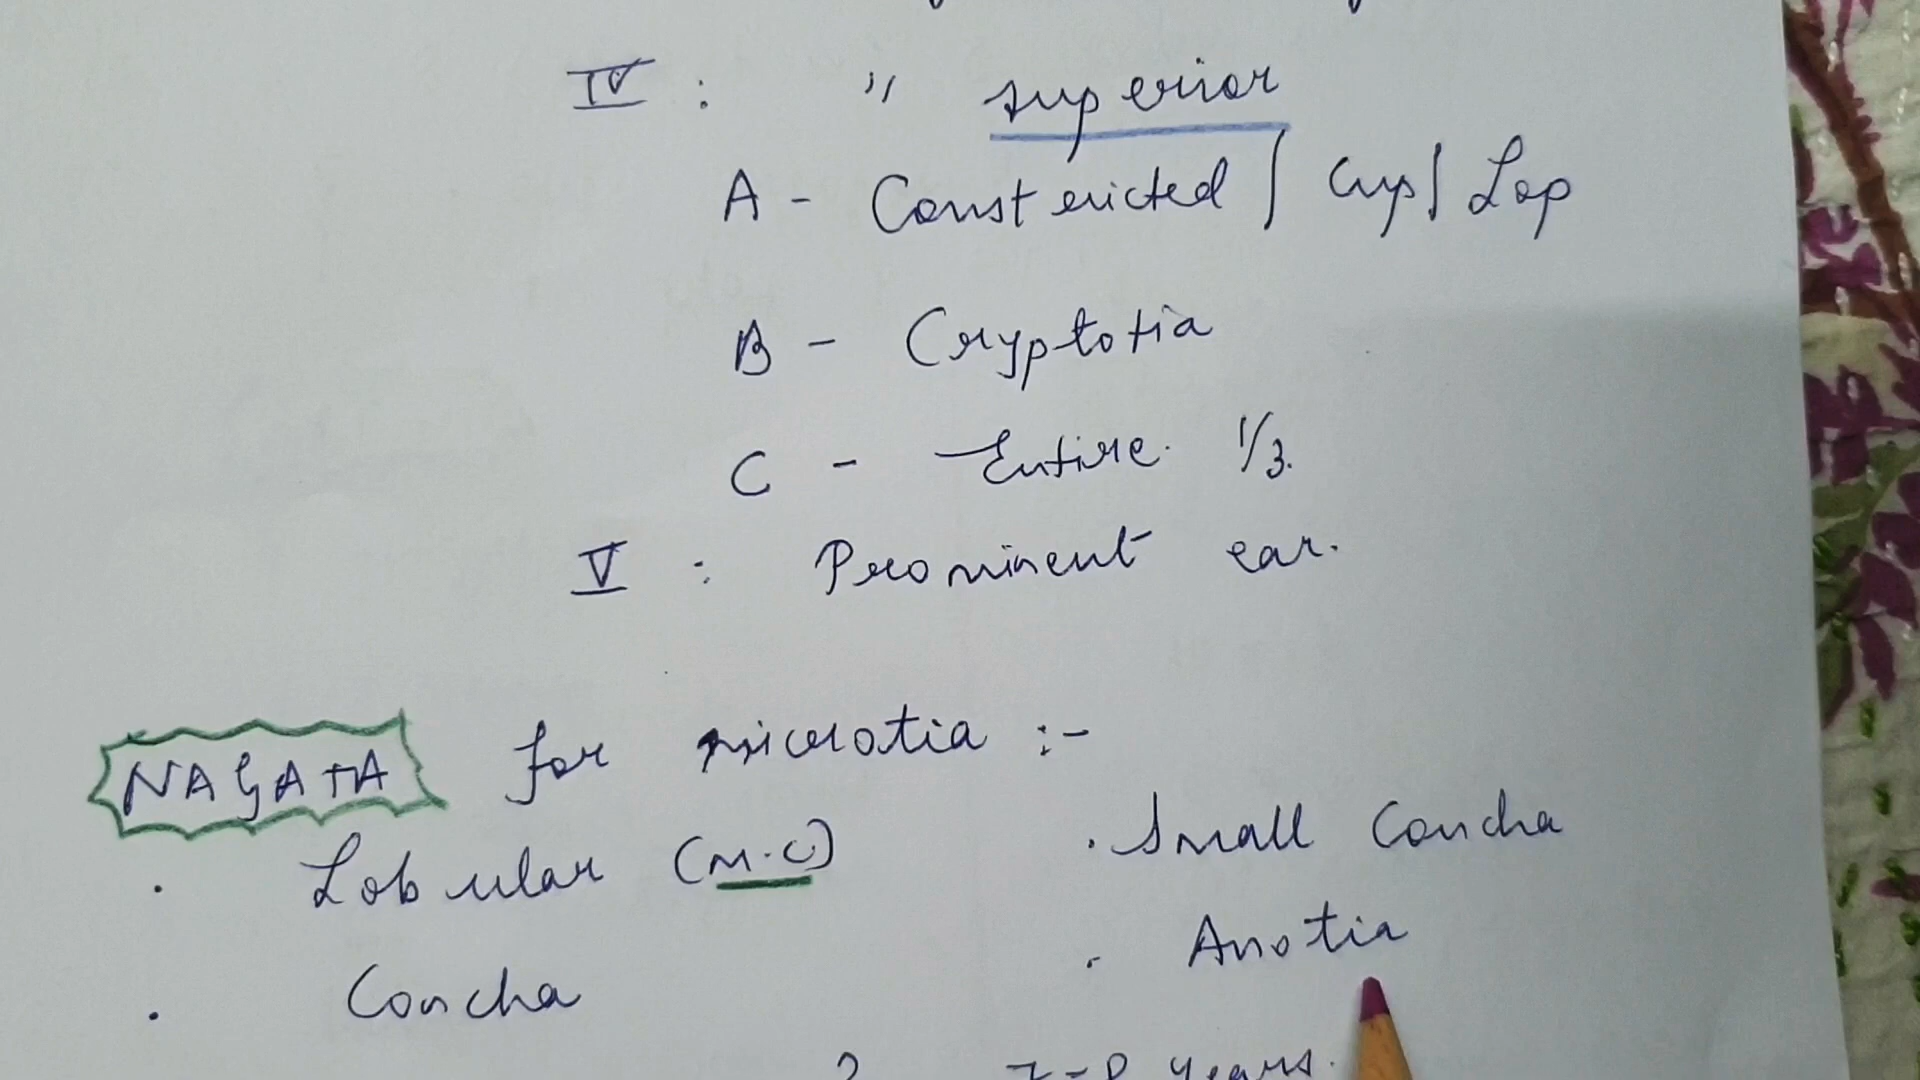 IV : " superior
A - Constricted / Cup / Lop
B - Cryptotia
C - Entire 1/3.
V : Prominent ear.
NAGATA for microtia :-
. Lobular (M.C)
. Small Concha
. Concha
. Anotia
years.